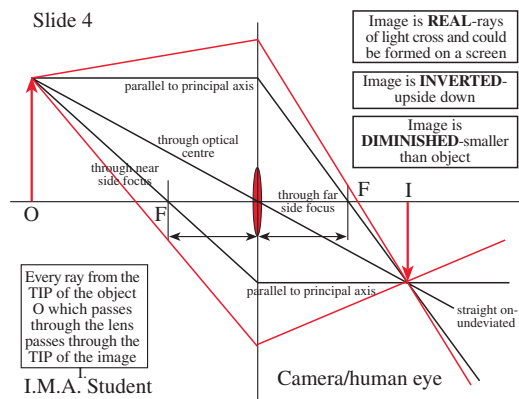 Slide 4
Image is REAL-rays
of light cross and could
be formed on a screen
Image is INVERTED-
upside down
Image is
DIMINISHED-smaller
than object
parallel to principal axis
through optical
centre
through near
side focus
through far
side focus
F
I
O
F
parallel to principal axis
straight on-
undeviated
Every ray from the
TIP of the object
O which passes
through the lens
passes through the
TIP of the image
I.
I.M.A. Student
Camera/human eye